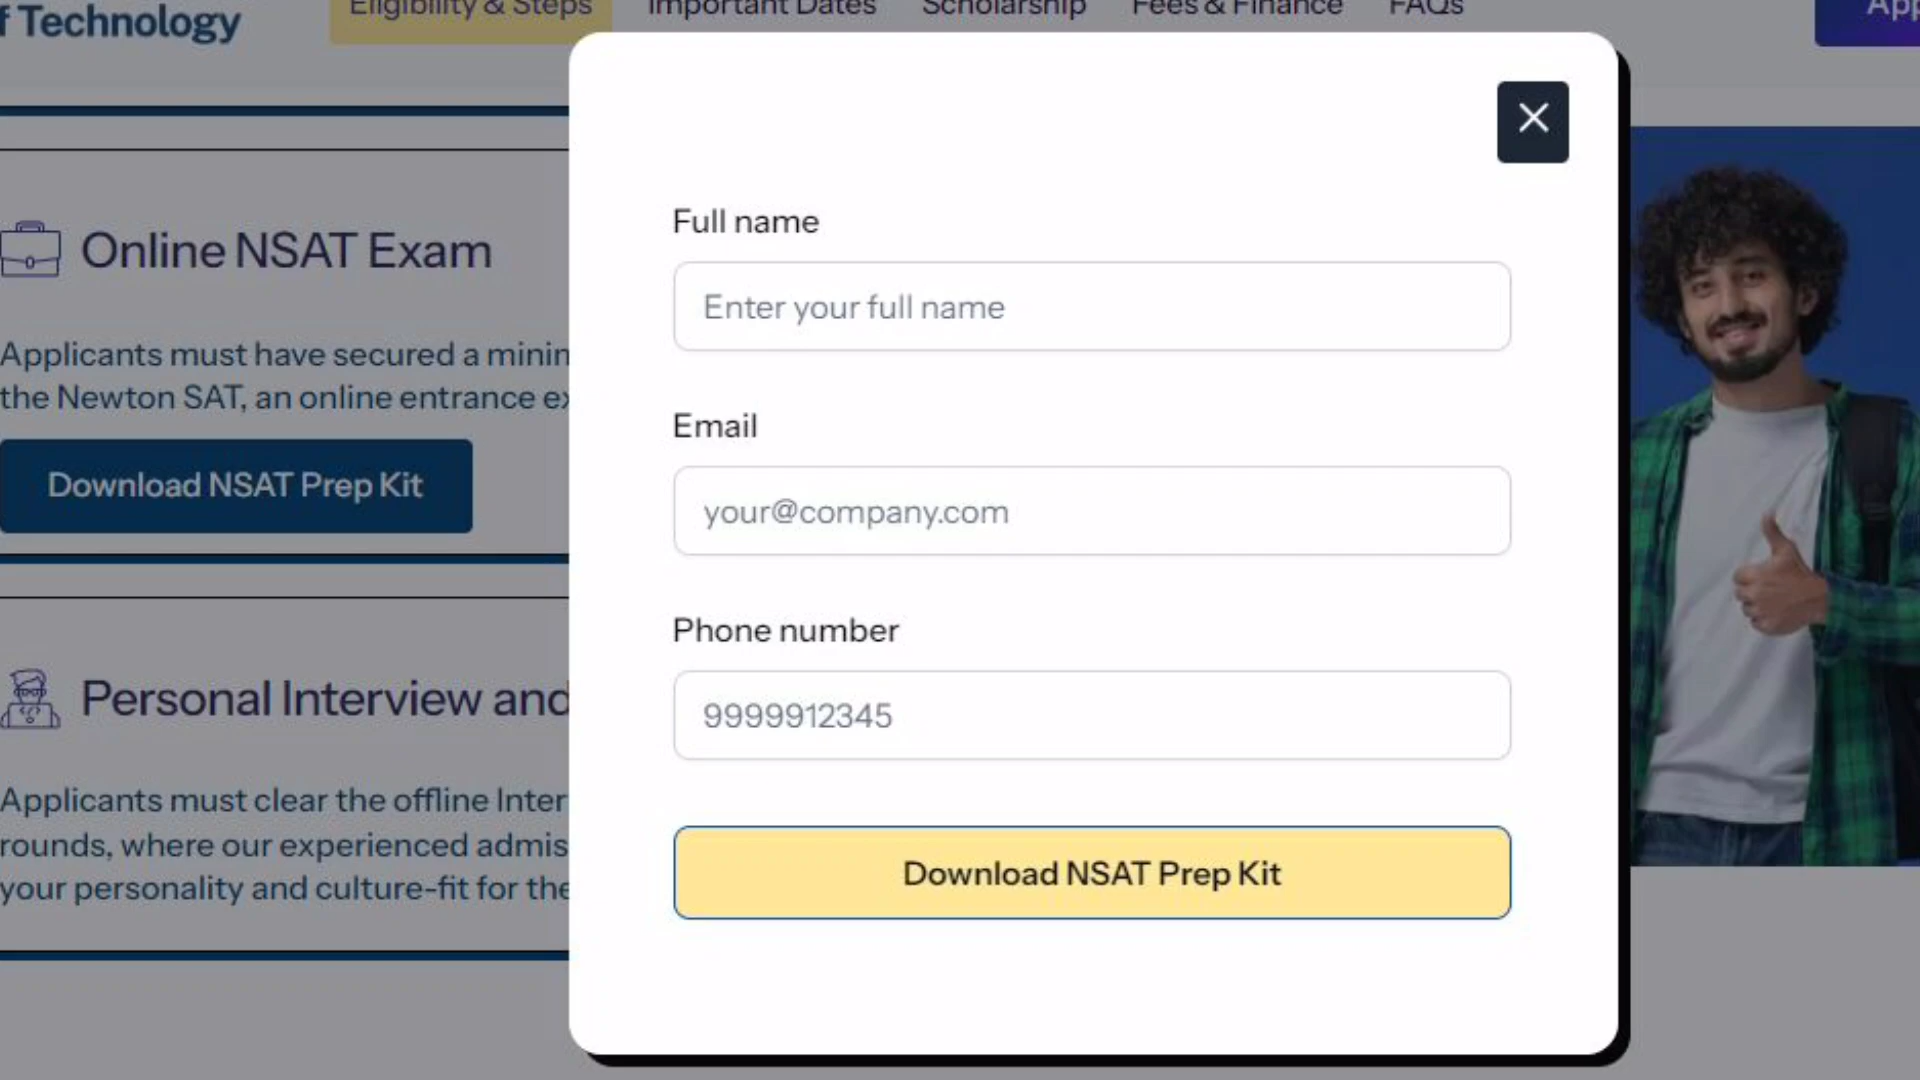 f Technology
Eligibility & Steps
Important Dates
Scholarship
Fees & Finance
FAQs
App
Online NSAT Exam
Applicants must have secured a minin
the Newton SAT, an online entrance ex
Download NSAT Prep Kit
Personal Interview and
Applicants must clear the offline Inter
rounds, where our experienced admis
your personality and culture-fit for the
Full name
Enter your full name
Email
your@company.com
Phone number
9999912345
Download NSAT Prep Kit